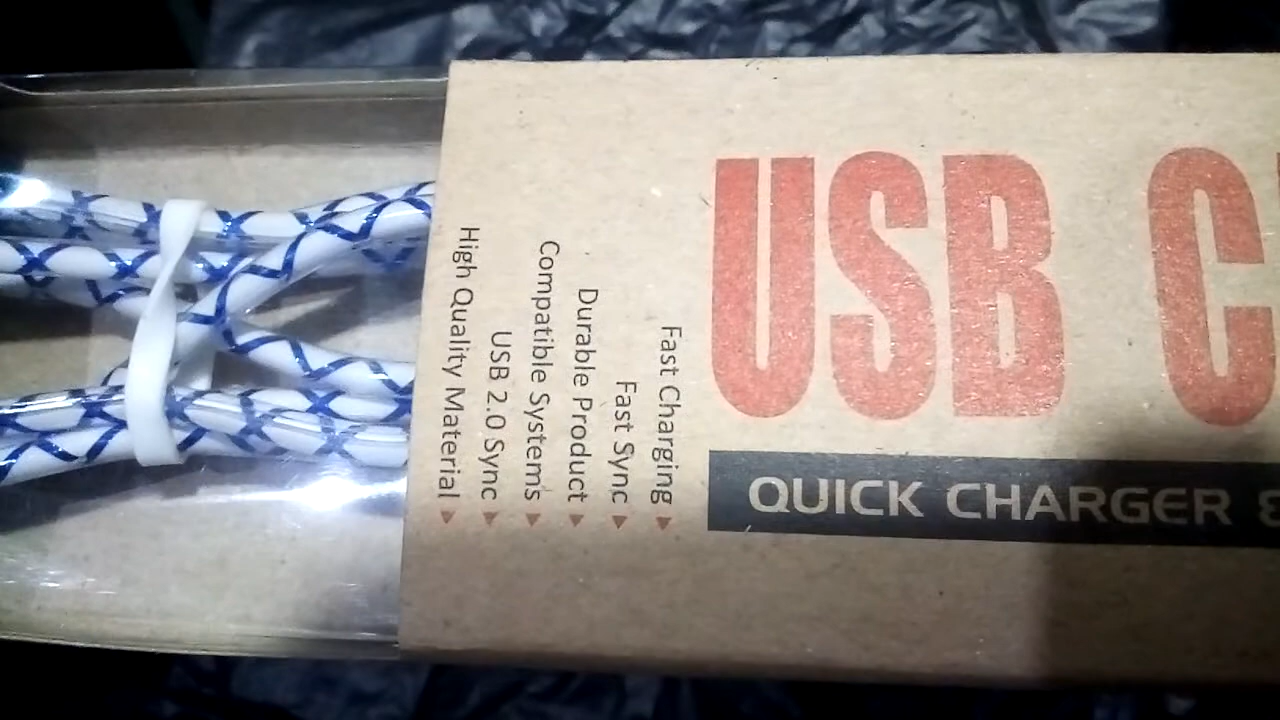 USB C
QUICK CHARGER &
Fast Charging
Fast Sync
Durable Product
Compatible Systems
USB 2.0 Sync
High Quality Material